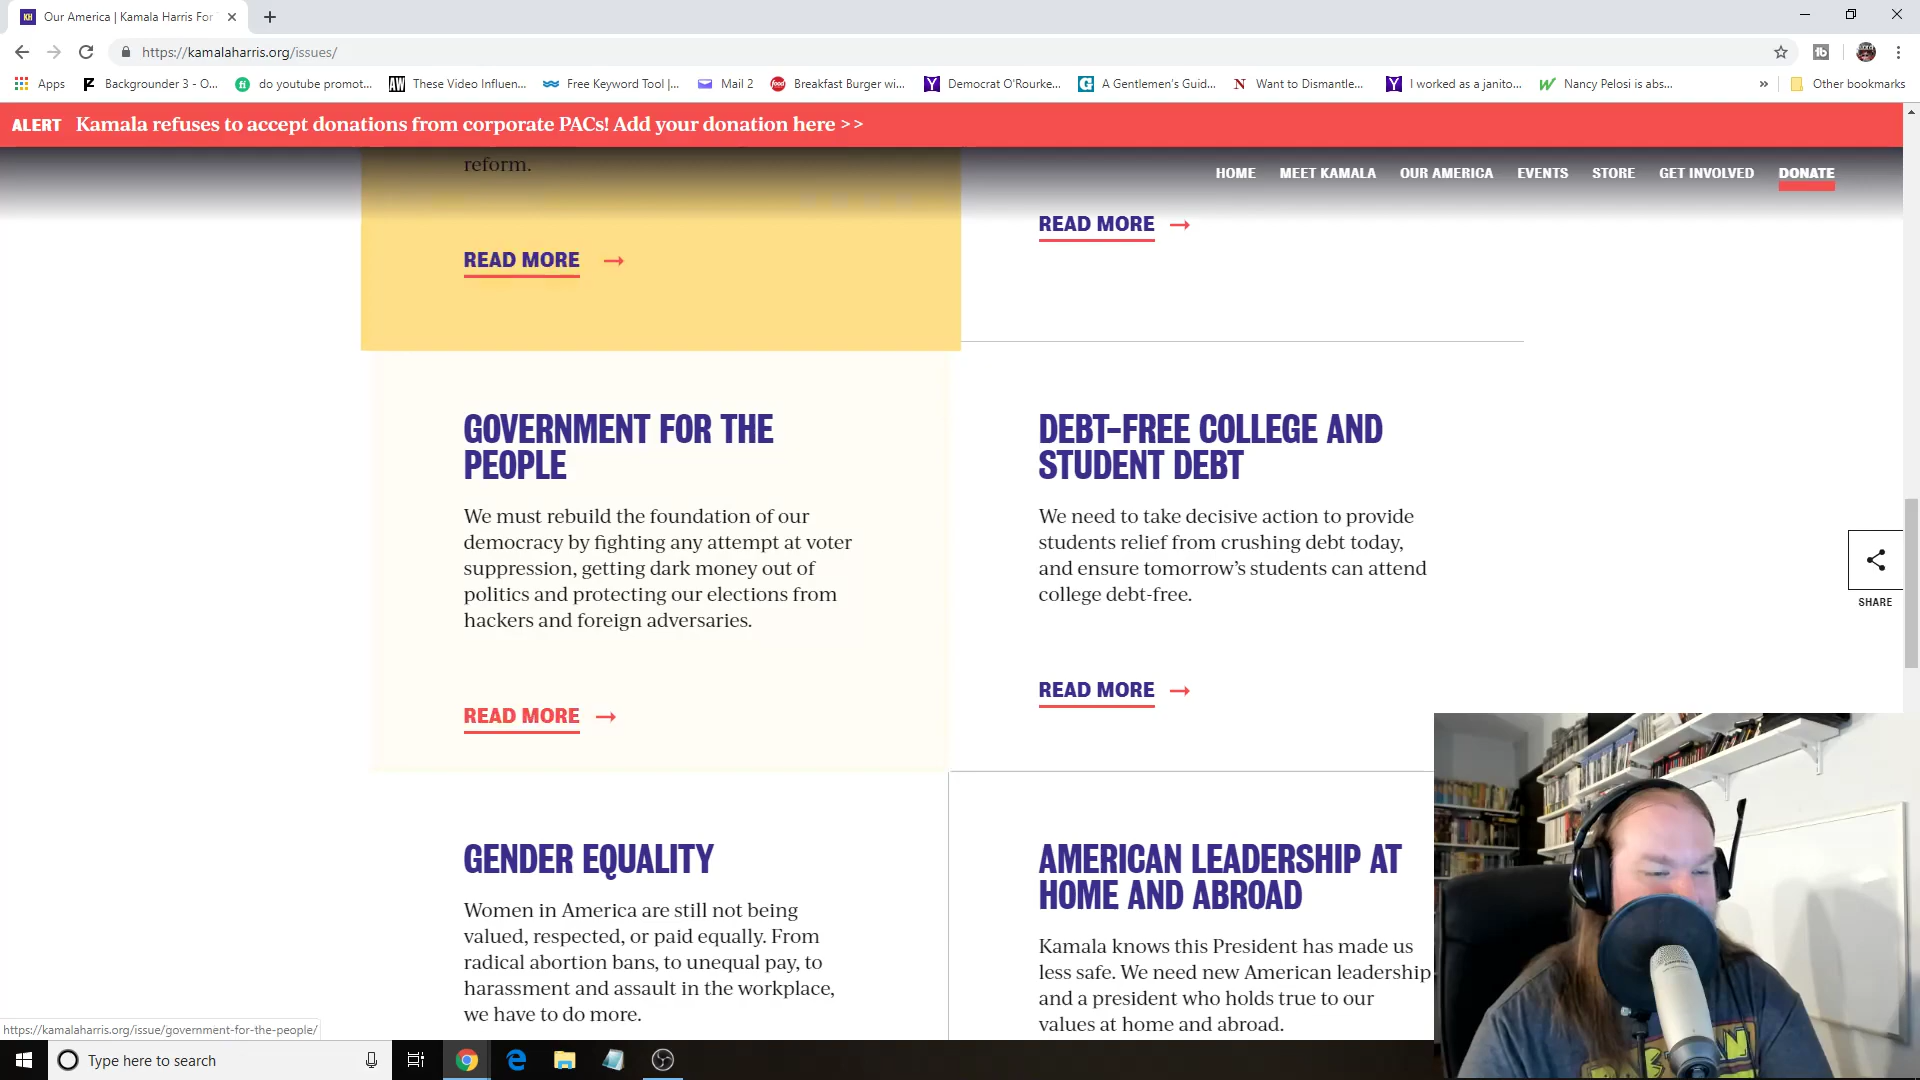 Our America | Kamala Harris For
https://kamalaharris.org/issues/
Apps
Backgrounder 3 - O...
do youtube promot...
These Video Influen...
Free Keyword Tool |...
Mail 2
Breakfast Burger wi...
Democrat O'Rourke...
A Gentlemen's Guid...
Want to Dismantle...
I worked as a janito...
Nancy Pelosi is abs...
»
Other bookmarks
ALERT Kamala refuses to accept donations from corporate PACs! Add your donation here >>
HOME MEET KAMALA OUR AMERICA EVENTS STORE GET INVOLVED DONATE
reform.
READ MORE →
READ MORE →
GOVERNMENT FOR THE
PEOPLE
We must rebuild the foundation of our
democracy by fighting any attempt at voter
suppression, getting dark money out of
politics and protecting our elections from
hackers and foreign adversaries.
READ MORE →
DEBT-FREE COLLEGE AND
STUDENT DEBT
We need to take decisive action to provide
students relief from crushing debt today,
and ensure tomorrow's students can attend
college debt-free.
READ MORE →
SHARE
GENDER EQUALITY
Women in America are still not being
valued, respected, or paid equally. From
radical abortion bans, to unequal pay, to
harassment and assault in the workplace,
we have to do more.
AMERICAN LEADERSHIP AT
HOME AND ABROAD
Kamala knows this President has made us
less safe. We need new American leadership
and a president who holds true to our
values at home and abroad.
https://kamalaharris.org/issue/government-for-the-people/
Type here to search